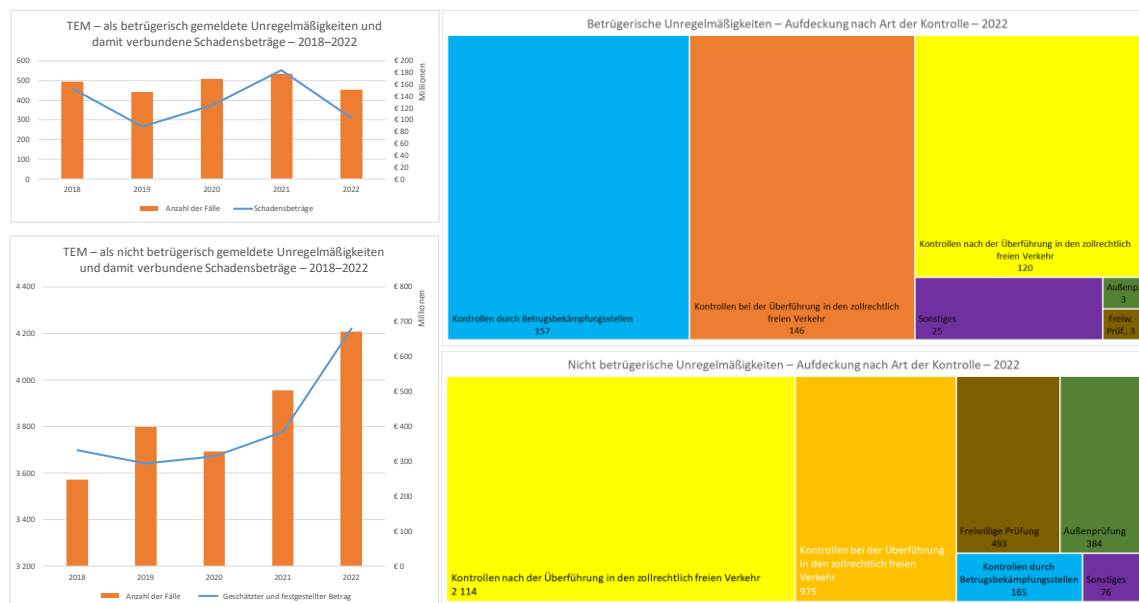 TEM – als betrügerisch gemeldete Unregelmäßigkeiten und
damit verbundene Schadensbeträge – 2018–2022
600
500
400
300
200
100
0
€ 200
€ 180
€ 160
€ 140
€ 120
€ 100
€ 80
€ 60
€ 40
€ 20
€ 0
Millionen
2018 2019 2020 2021 2022
Anzahl der Fälle Schadensbeträge
TEM – als nicht betrügerisch gemeldete Unregelmäßigkeiten
und damit verbundene Schadensbeträge – 2018–2022
4 400
4 200
4 000
3 800
3 600
3 400
3 200
€ 800
€ 700
€ 600
€ 500
€ 400
€ 300
€ 200
€ 100
€ 0
Millionen
2018 2019 2020 2021 2022
Anzahl der Fälle Geschätzter und festgestellter Betrag
Betrügerische Unregelmäßigkeiten – Aufdeckung nach Art der Kontrolle – 2022
Kontrollen durch Betrugsbekämpfungsstellen
157
Kontrollen bei der Überführung in den zollrechtlich
freien Verkehr
146
Kontrollen nach der Überführung in den zollrechtlich
freien Verkehr
120
Sonstiges
25
Außenp
3
Freiw.
Prüf., 3
Nicht betrügerische Unregelmäßigkeiten – Aufdeckung nach Art der Kontrolle – 2022
Kontrollen nach der Überführung in den zollrechtlich freien Verkehr
2 114
Kontrollen bei der Überführung
in den zollrechtlich freien
Verkehr
975
Freiwillige Prüfung
493
Außenprüfung
384
Kontrollen durch
Betrugsbekämpfungsstellen
165
Sonstiges
76